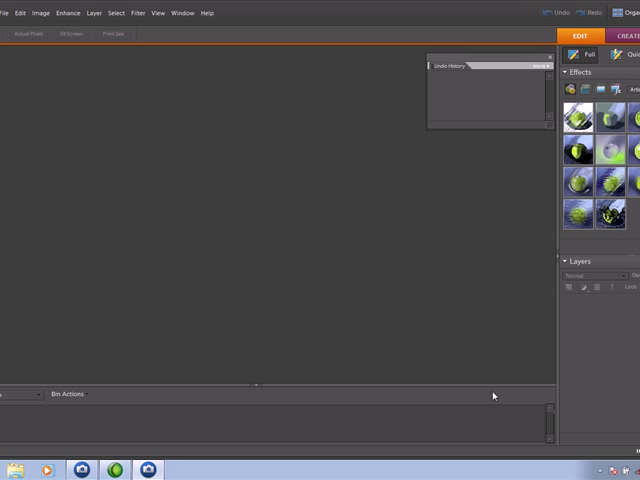 File Edit Image Enhance Layer Select Filter View Window Help
Undo Redo Orga
Actual Pixels Fit Screen Print Size
EDIT CREATE
Full Quic
Undo History
Effects
Layers
Normal
Lock:
Bin Actions